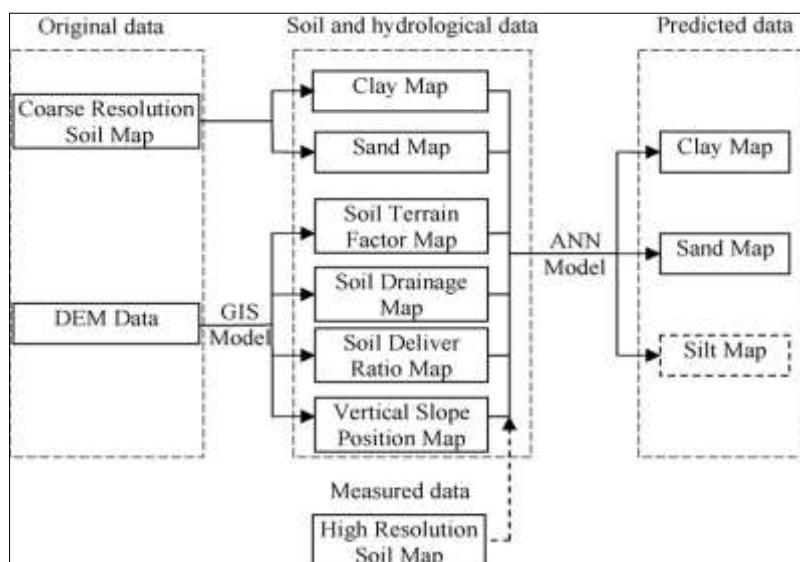 Original data
Soil and hydrological data
Predicted data
Coarse Resolution
Soil Map
DEM Data
GIS
Model
Clay Map
Sand Map
Soil Terrain
Factor Map
Soil Drainage
Map
Soil Deliver
Ratio Map
Vertical Slope
Position Map
Measured data
High Resolution
Soil Map
ANN
Model
Clay Map
Sand Map
Silt Map